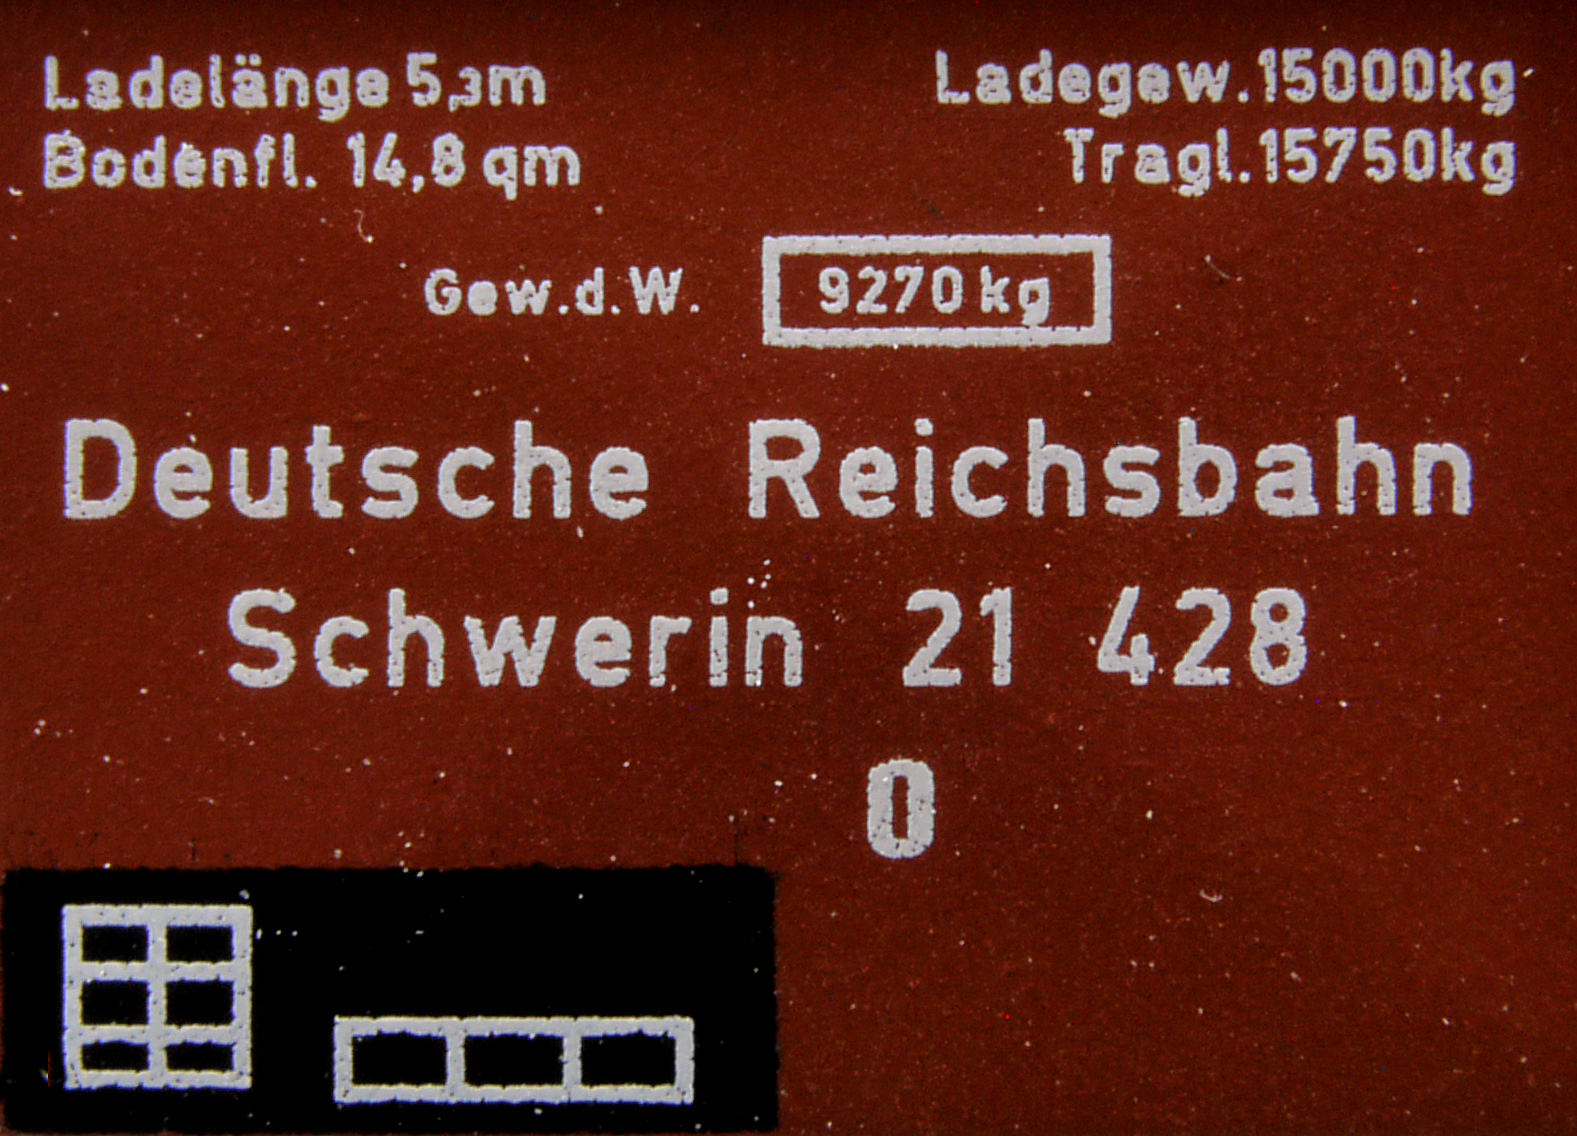 Ladelänge 5,3m
Ladegew.15000kg
Bodenfl. 14,8 qm
Tragl.15750kg
Gew.d.W. 9270 kg
Deutsche Reichsbahn
Schwerin 21 428
0